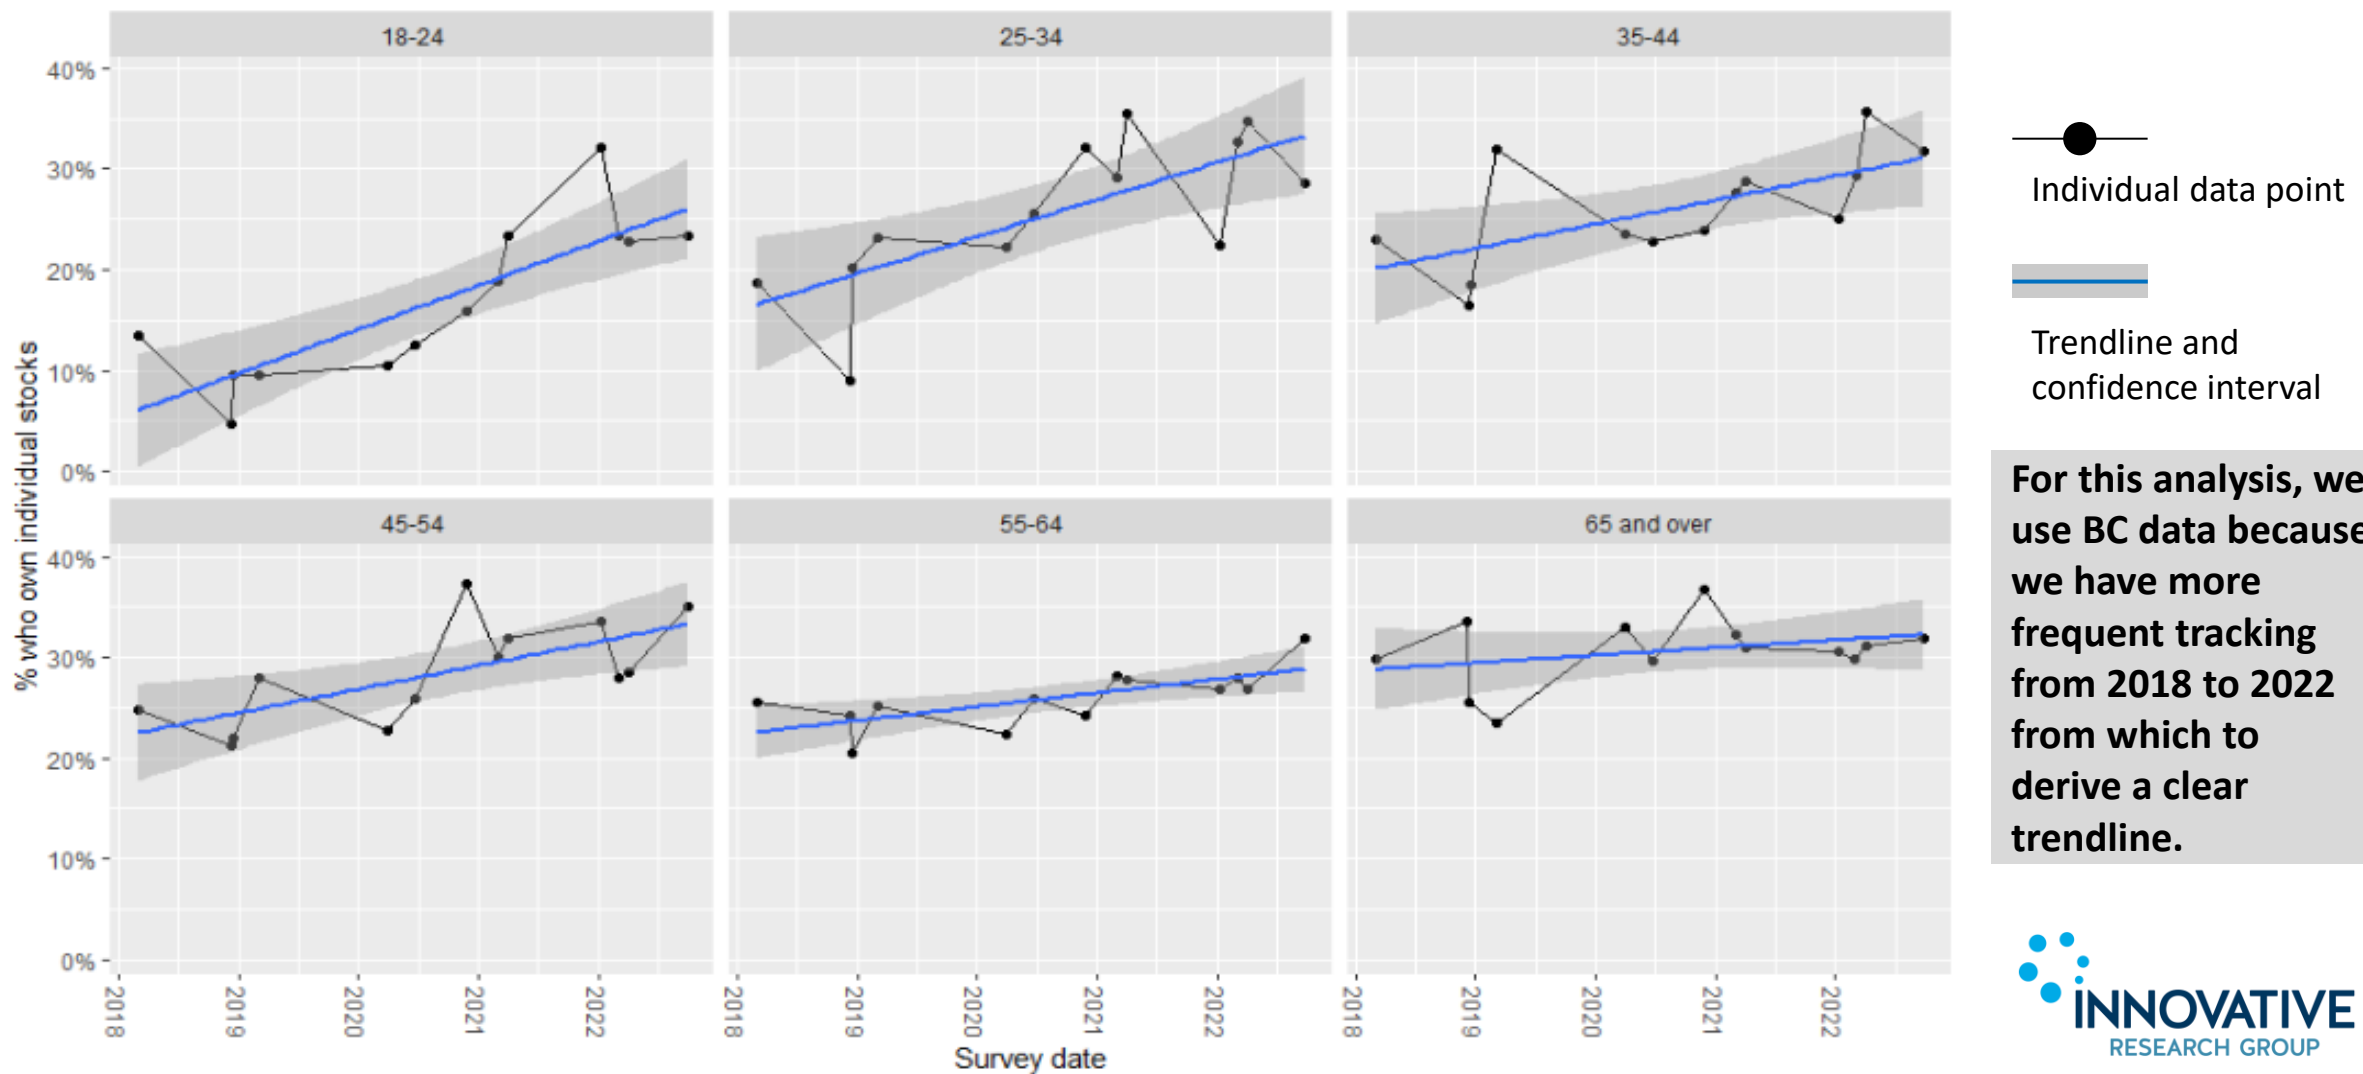 18-24
25-34
35-44
40%
30%
20%
10%
0%
% who own individual stocks
45-54
55-64
65 and over
40%
30%
20%
10%
0%
2018
2019
2020
2021
2022
2018
2019
2020
2021
2022
2018
2019
2020
2021
2022
Survey date
Individual data point
Trendline and
confidence interval
For this analysis, we
use BC data because
we have more
frequent tracking
from 2018 to 2022
from which to
derive a clear
trendline.
INNOVATIVE
RESEARCH GROUP